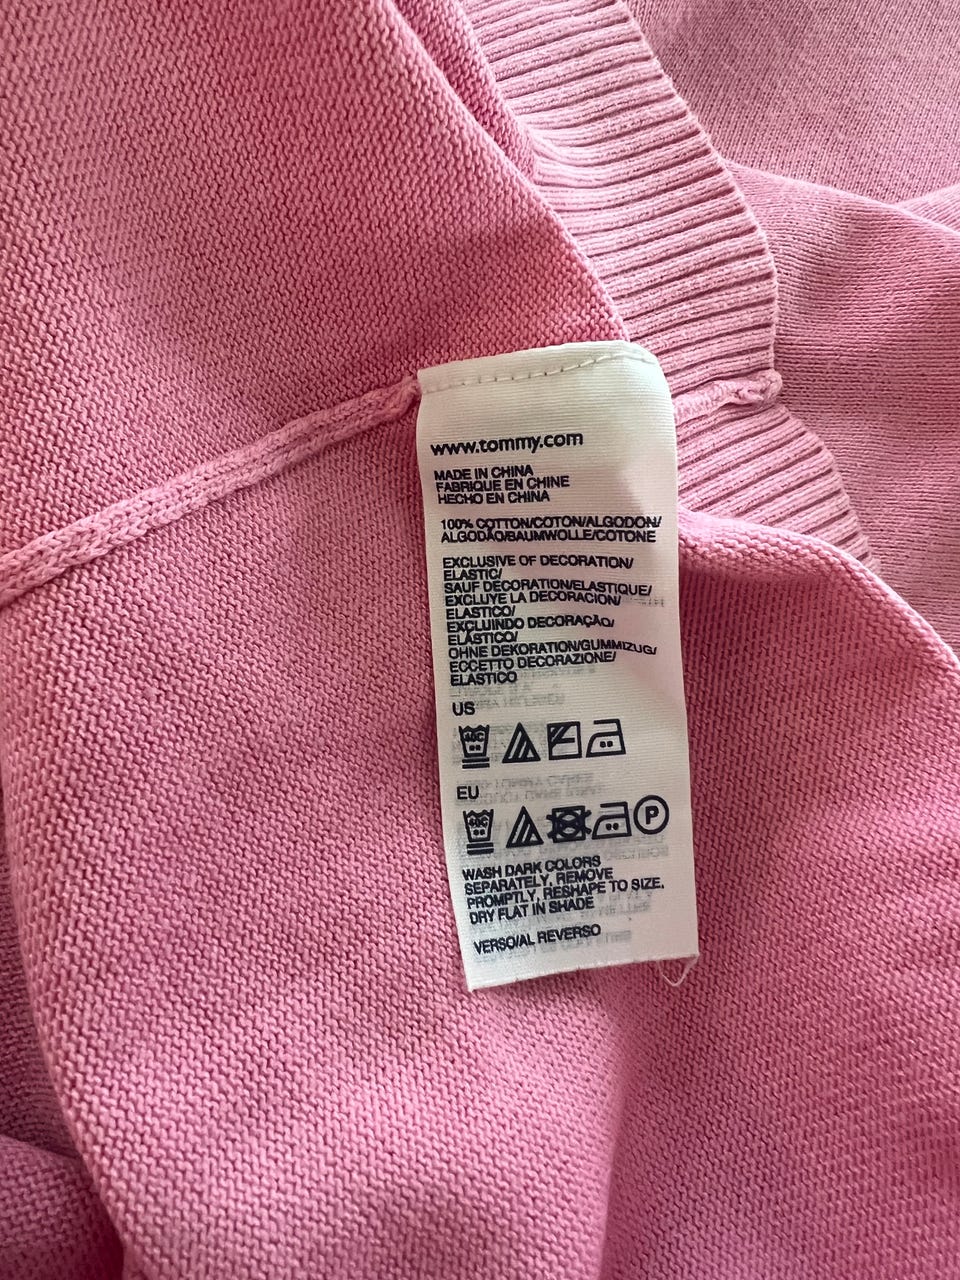 www.tommy.com
MADE IN CHINA
FABRIQUE EN CHINE
HECHO EN CHINA
100% COTTON/COTON/ALGODON/
ALGODÃO/BAUMWOLLE/COTONE
EXCLUSIVE OF DECORATION/
ELASTIC/
SAUF DECORATION/ELASTIQUE/
EXCLUYE LA DECORACION/
ELASTICO/
EXCLUINDO DECORAÇÃO/
ELÁSTICO/
OHNE DEKORATION/GUMMIZUG/
ECCETTO DECORAZIONE/
ELASTICO
US
40C
EU
40C P
WASH DARK COLORS
SEPARATELY, REMOVE
PROMPTLY, RESHAPE TO SIZE,
DRY FLAT IN SHADE
VERSO/AL REVERSO